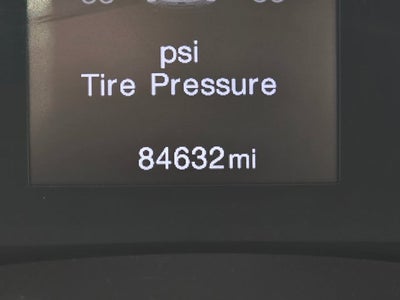 psi
Tire Pressure
84632mi